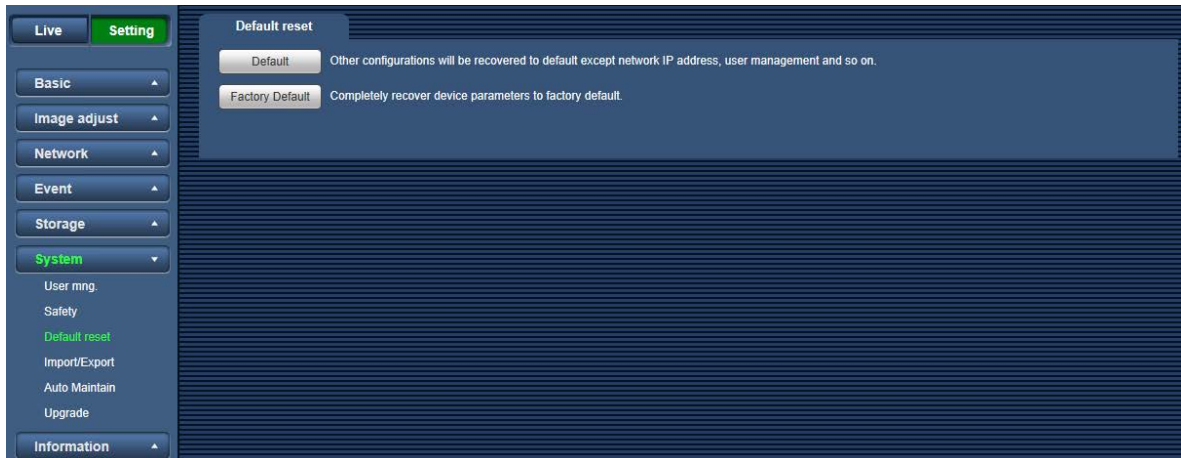 Live Setting
Basic
Image adjust
Network
Event
Storage
System
User mng.
Safety
Default reset
Import/Export
Auto Maintain
Upgrade
Information
Default reset
Default Other configurations will be recovered to default except network IP address, user management and so on.
Factory Default Completely recover device parameters to factory default.